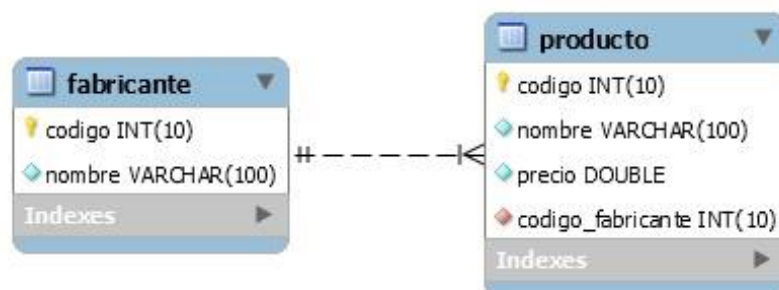 fabricante
codigo INT(10)
nombre VARCHAR(100)
Indexes
producto
codigo INT(10)
nombre VARCHAR(100)
precio DOUBLE
codigo_fabricante INT(10)
Indexes